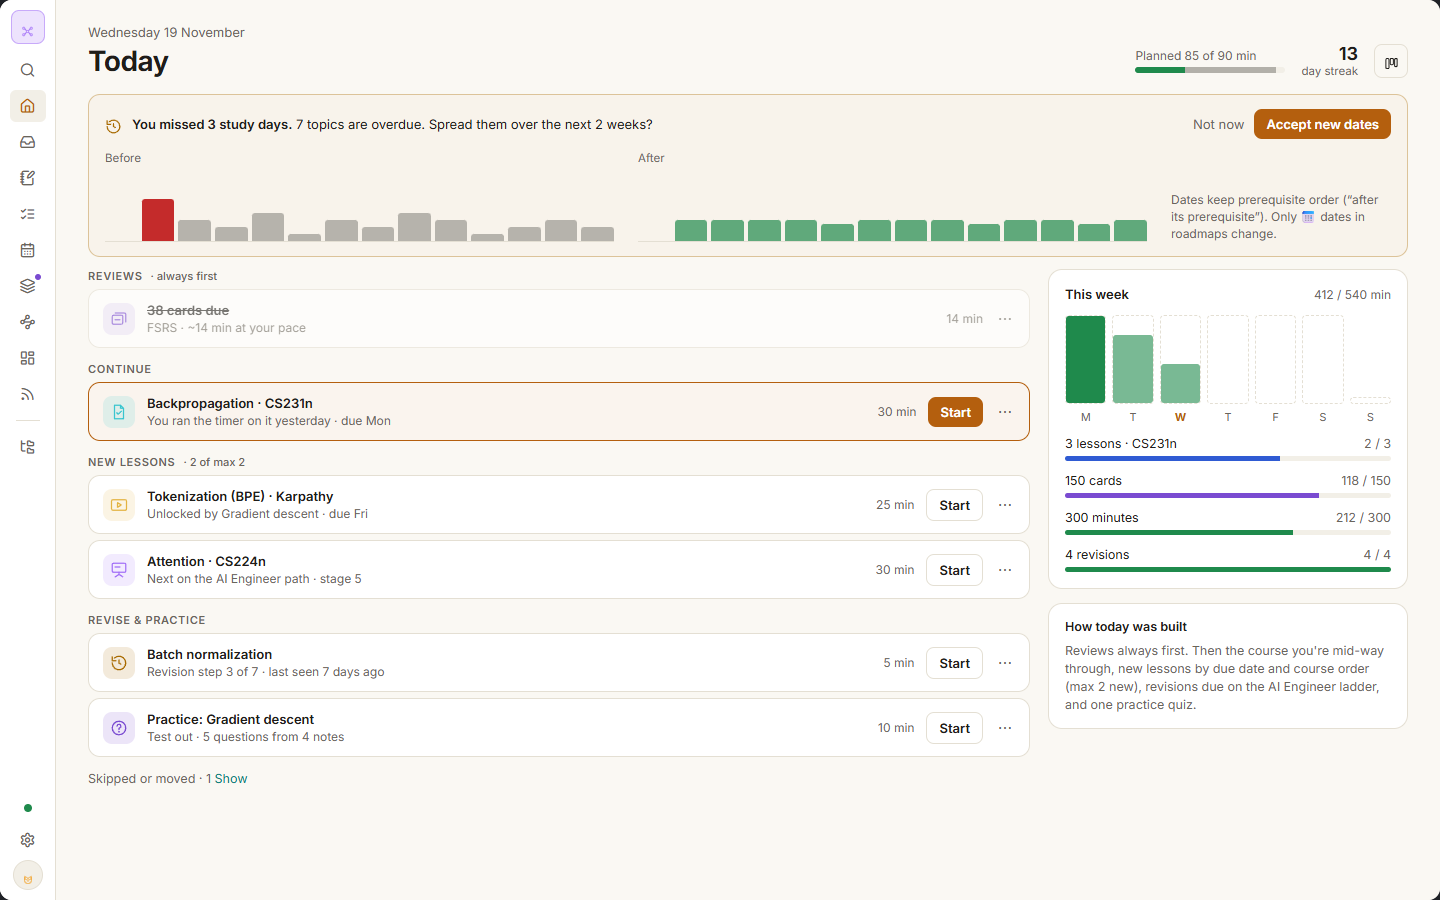 Wednesday 19 November
Today
Planned 85 of 90 min
13
day streak
You missed 3 study days. 7 topics are overdue. Spread them over the next 2 weeks?
Not now
Accept new dates
Before
After
Dates keep prerequisite order (“after
its prerequisite”). Only dates in
roadmaps change.
REVIEWS · always first
38 cards due
FSRS · ~14 min at your pace
14 min
CONTINUE
Backpropagation · CS231n
You ran the timer on it yesterday · due Mon
30 min
Start
NEW LESSONS · 2 of max 2
Tokenization (BPE) · Karpathy
Unlocked by Gradient descent · due Fri
25 min
Start
Attention · CS224n
Next on the AI Engineer path · stage 5
30 min
Start
REVISE & PRACTICE
Batch normalization
Revision step 3 of 7 · last seen 7 days ago
5 min
Start
Practice: Gradient descent
Test out · 5 questions from 4 notes
10 min
Start
Skipped or moved · 1 Show
This week
412 / 540 min
M T W T F S S
3 lessons · CS231n
2 / 3
150 cards
118 / 150
300 minutes
212 / 300
4 revisions
4 / 4
How today was built
Reviews always first. Then the course you're mid-way
through, new lessons by due date and course order
(max 2 new), revisions due on the AI Engineer ladder,
and one practice quiz.